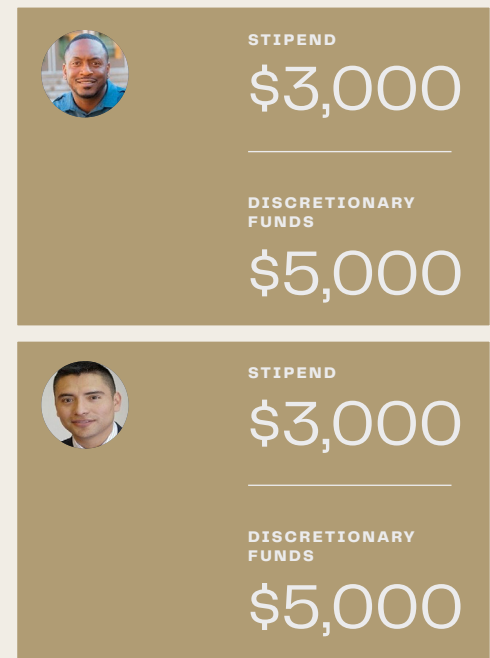 STIPEND
$3,000
DISCRETIONARY
FUNDS
$5,000
STIPEND
$3,000
DISCRETIONARY
FUNDS
$5,000